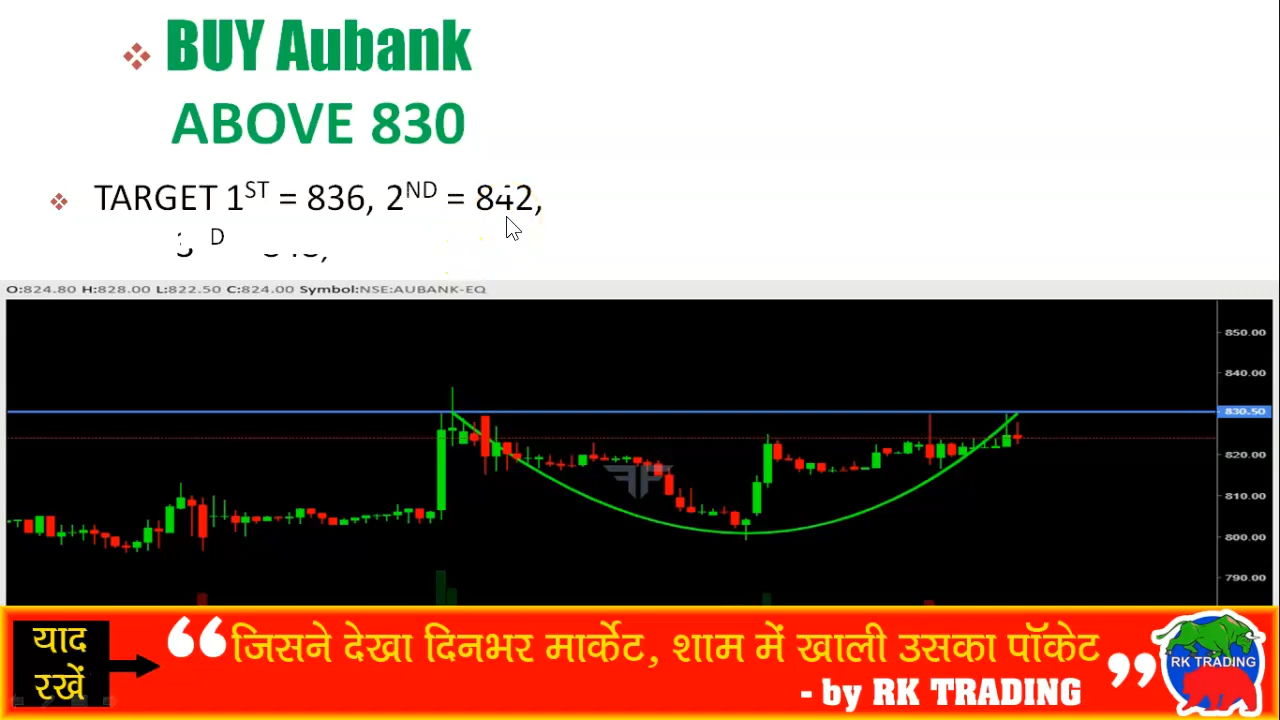 ❖ BUY Aubank
ABOVE 830
❖ TARGET 1ST = 836, 2ND = 842,
O:824.80 H:828.00 L:822.50 C:824.00 Symbol:NSE:AUBANK-EQ
850.00
840.00
830.50
820.00
810.00
800.00
790.00
याद
रखें
“जिसने देखा दिनभर मार्केट, शाम में खाली उसका पॉकेट”
- by RK TRADING
RK TRADING